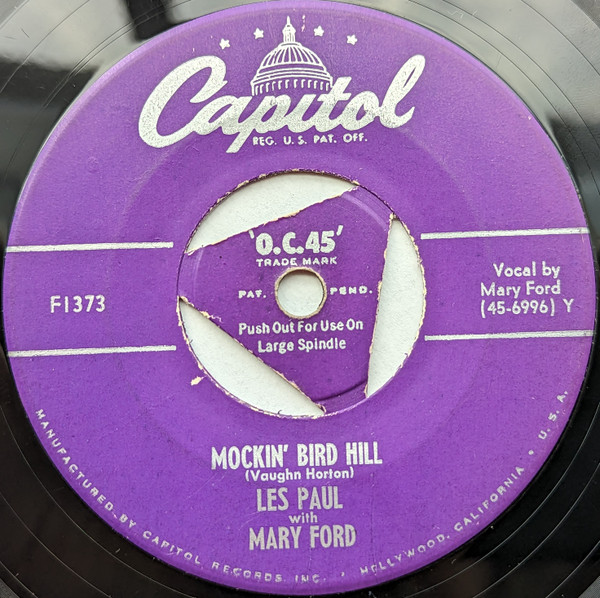 Capitol
REG. U.S. PAT. OFF.
'O.C.45'
TRADE MARK
PAT. PEND.
Push Out For Use On
Large Spindle
F1373
Vocal by
Mary Ford
(45-6996) Y
MOCKIN' BIRD HILL
(Vaughn Horton)
LES PAUL
with
MARY FORD
MANUFACTURED BY CAPITOL RECORDS, INC. • HOLLYWOOD, CALIFORNIA • U.S.A.